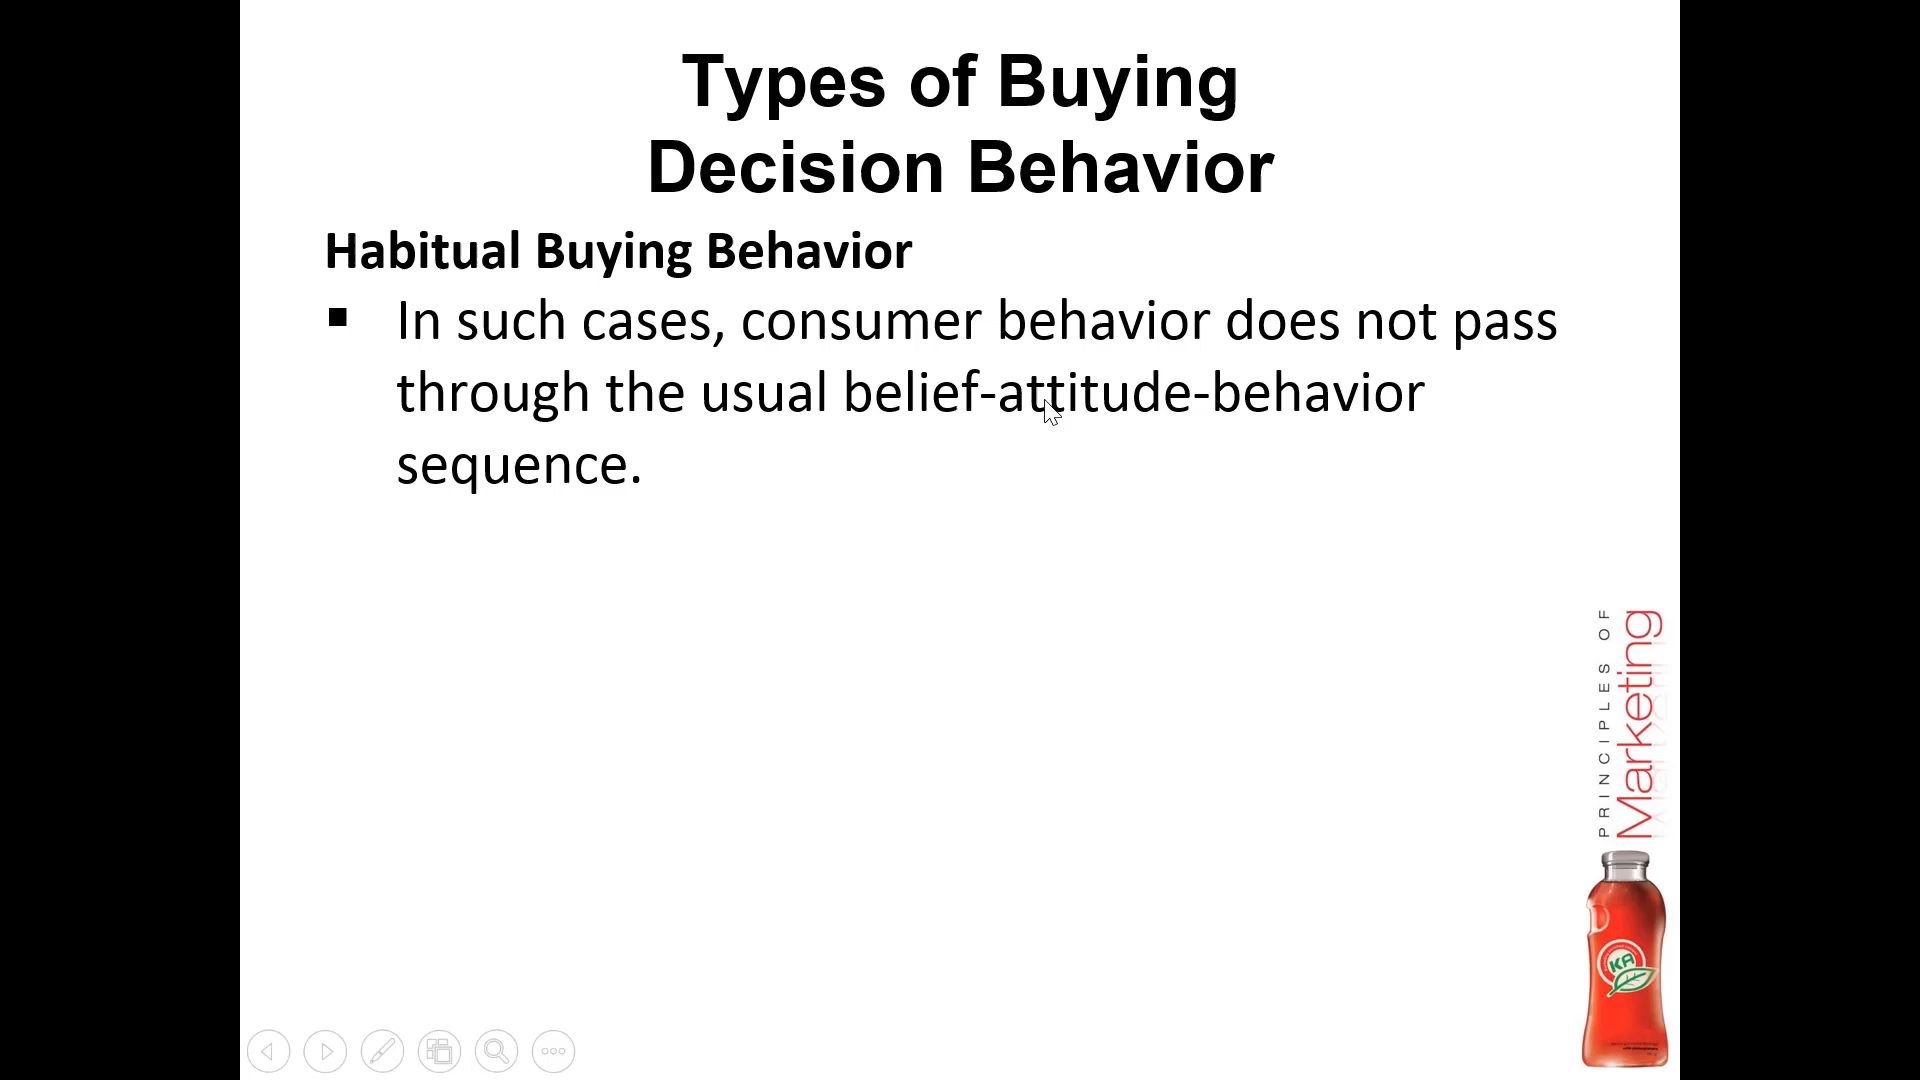 Types of Buying
Decision Behavior
Habitual Buying Behavior
▪ In such cases, consumer behavior does not pass
through the usual belief-attitude-behavior
sequence.
PRINCIPLES OF
Marketing
KA